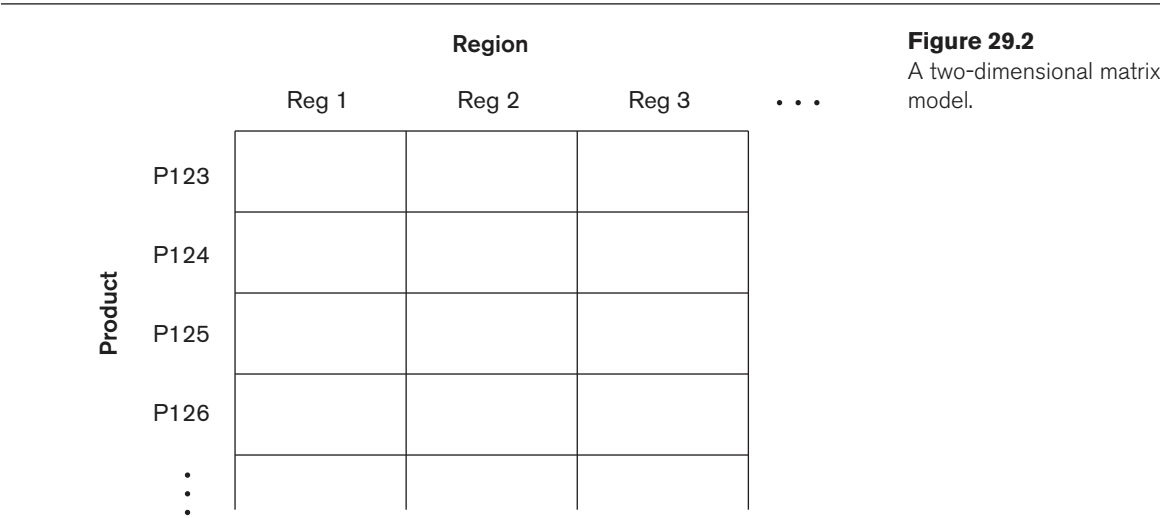 Region
Figure 29.2
A two-dimensional matrix
model.
Reg 1 Reg 2 Reg 3 . . .
Product
P123
P124
P125
P126